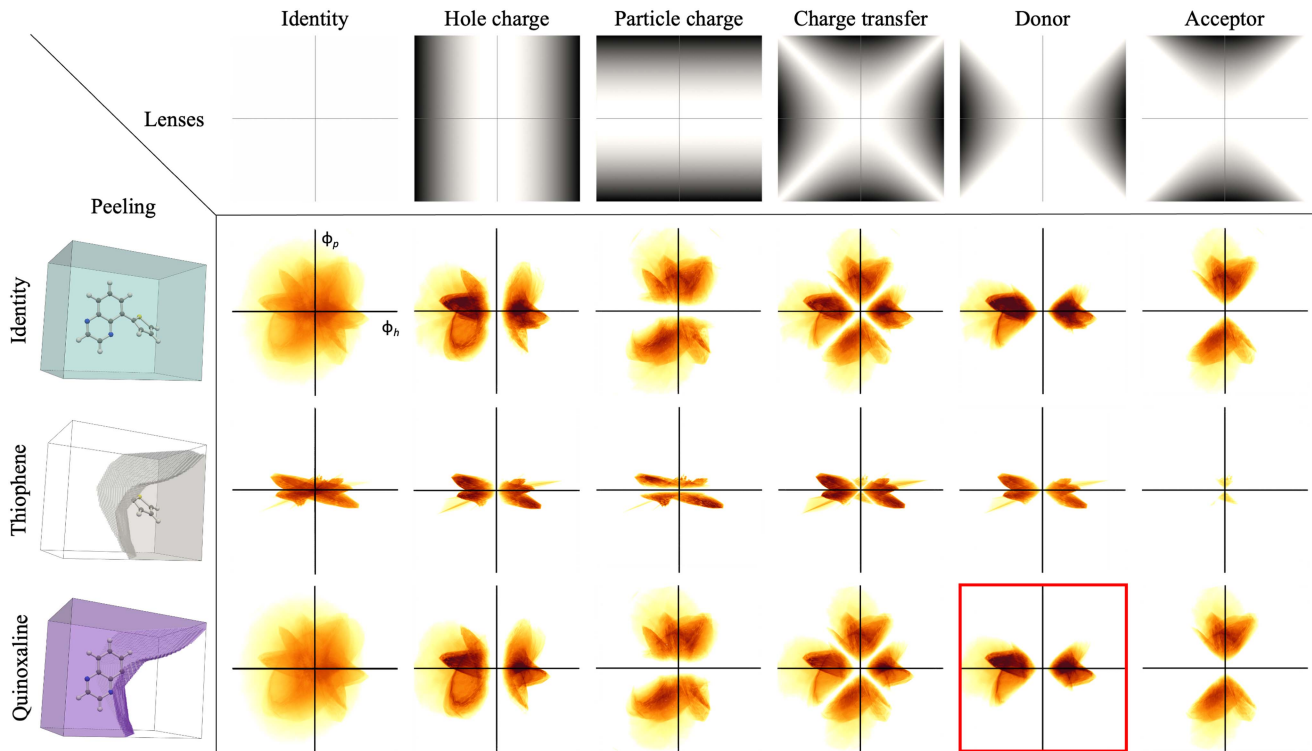 Identity Hole charge Particle charge Charge transfer Donor Acceptor
Lenses
Peeling
Identity
ϕp
ϕh
Thiophene
Quinoxaline